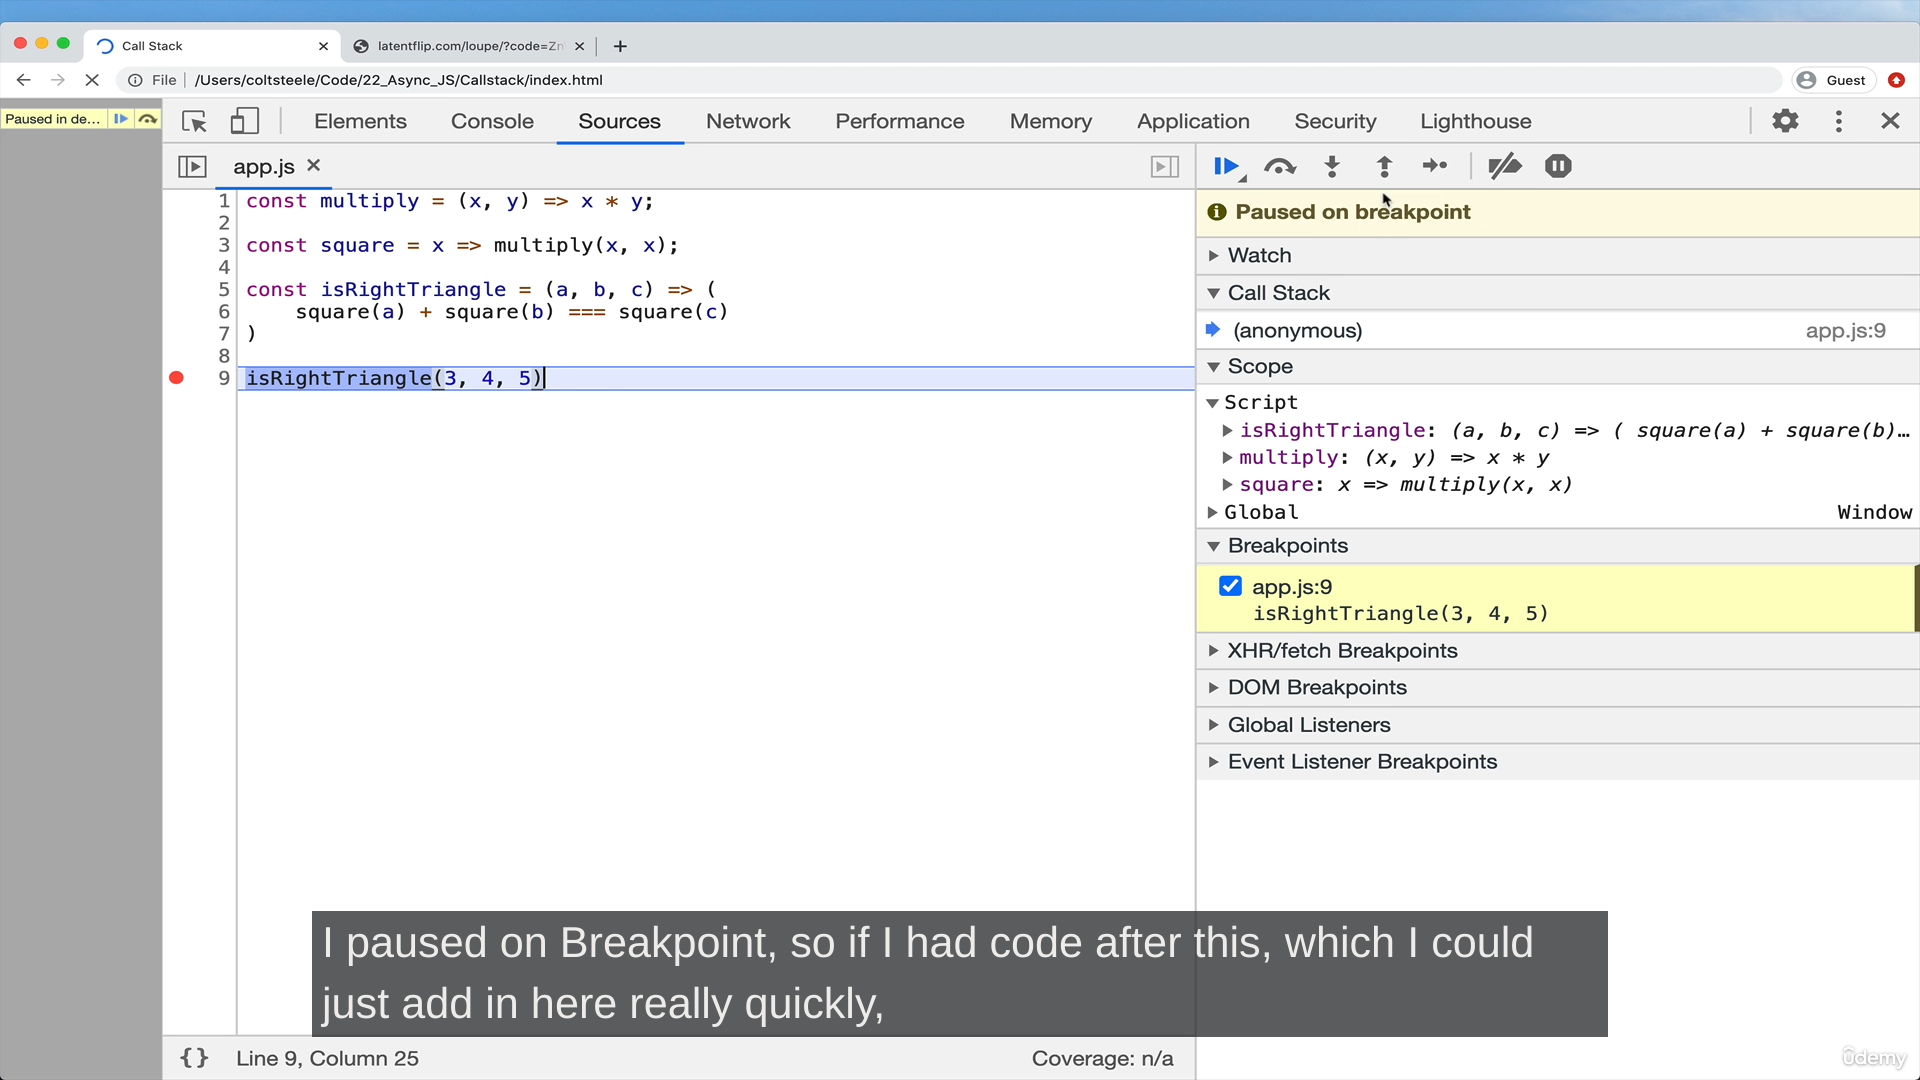 Call Stack
latentflip.com/loupe/?code=Zn
File
/Users/coltsteele/Code/22_Async_JS/Callstack/index.html
Guest
Paused in de...
Elements Console Sources Network Performance Memory Application Security Lighthouse
app.js
1 const multiply = (x, y) => x * y;
2
3 const square = x => multiply(x, x);
4
5 const isRightTriangle = (a, b, c) => (
6 square(a) + square(b) === square(c)
7 )
8
9 isRightTriangle(3, 4, 5)
Paused on breakpoint
Watch
Call Stack
(anonymous) app.js:9
Scope
Script
isRightTriangle: (a, b, c) => ( square(a) + square(b)…
multiply: (x, y) => x * y
square: x => multiply(x, x)
Global Window
Breakpoints
app.js:9
isRightTriangle(3, 4, 5)
XHR/fetch Breakpoints
DOM Breakpoints
Global Listeners
Event Listener Breakpoints
I paused on Breakpoint, so if I had code after this, which I could
just add in here really quickly,
{} Line 9, Column 25
Coverage: n/a
ûdemy